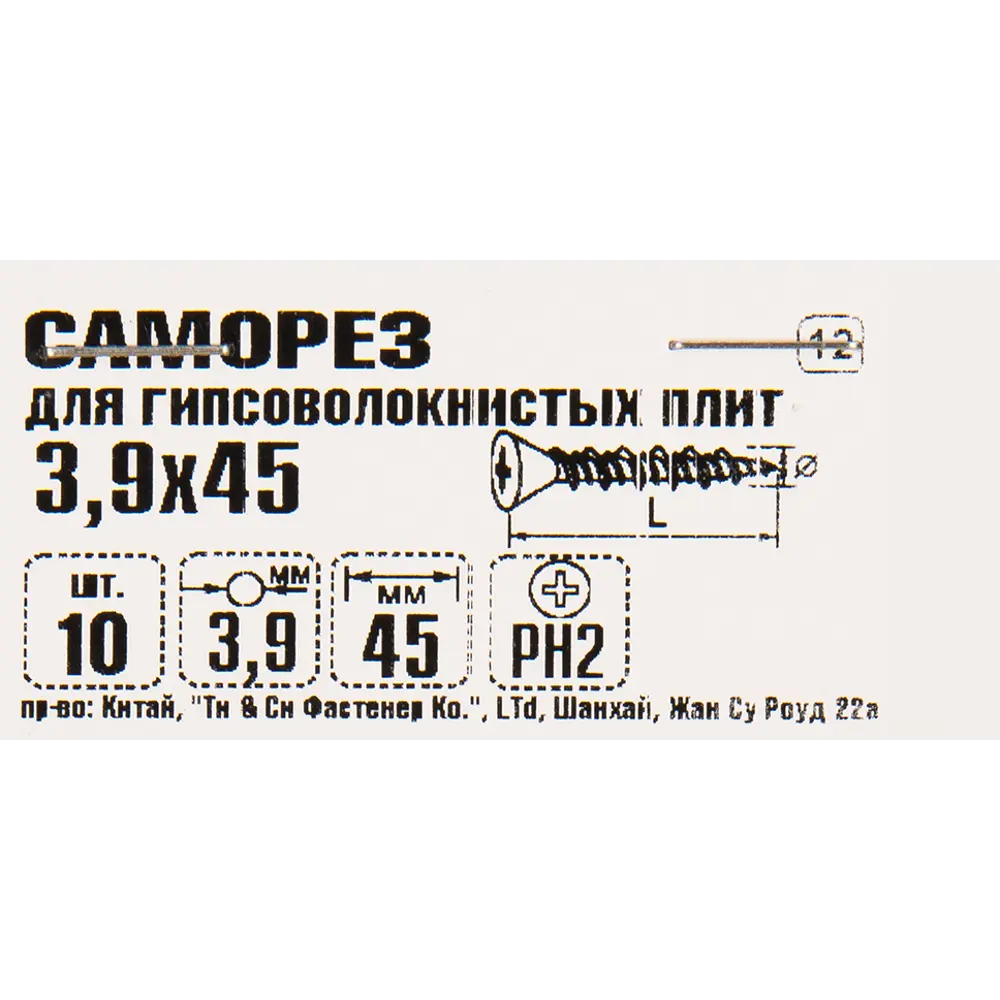 САМОРЕЗ
12
ДЛЯ ГИПСОВОЛОКНИСТЫХ ПЛИТ
3,9х45
Ø
L
шт.
10
мм
3,9
мм
45
PH2
пр-во: Китай, "Тн & Сн Фастенер Ко.", LTd, Шанхай, Жан Су Роуд 22а